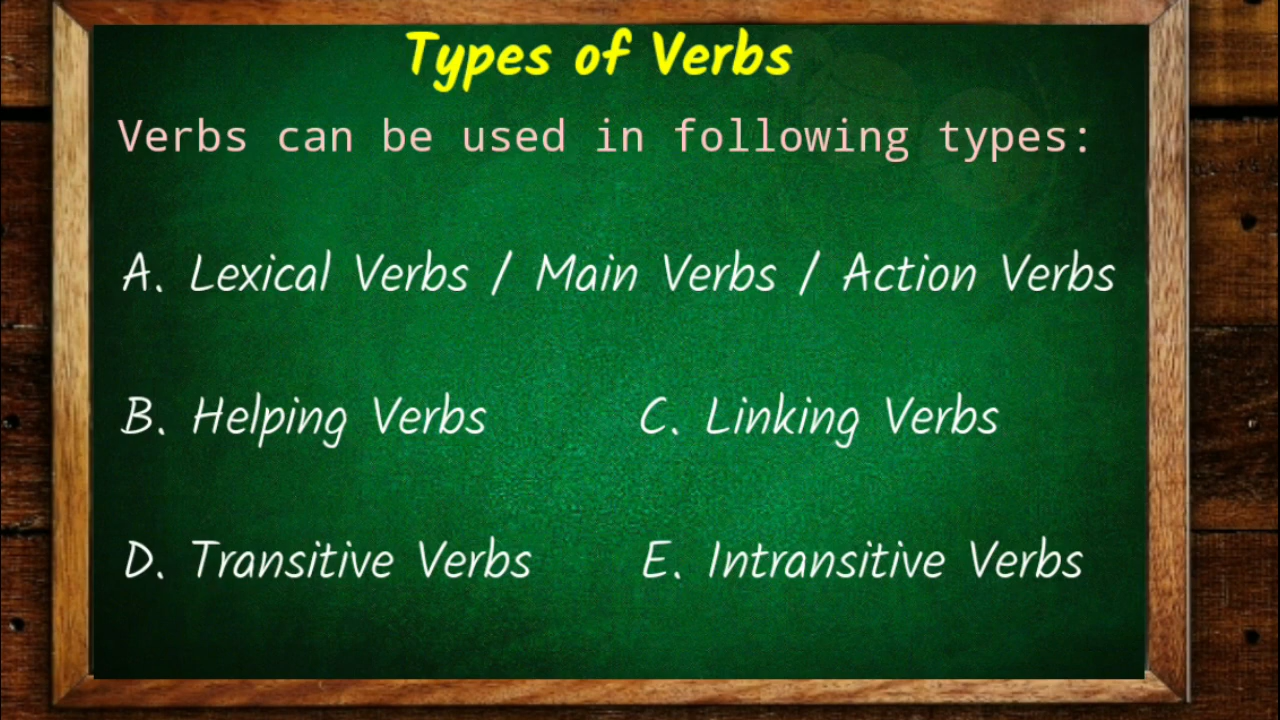 Types of Verbs
Verbs can be used in following types:
A. Lexical Verbs / Main Verbs / Action Verbs
B. Helping Verbs C. Linking Verbs
D. Transitive Verbs E. Intransitive Verbs